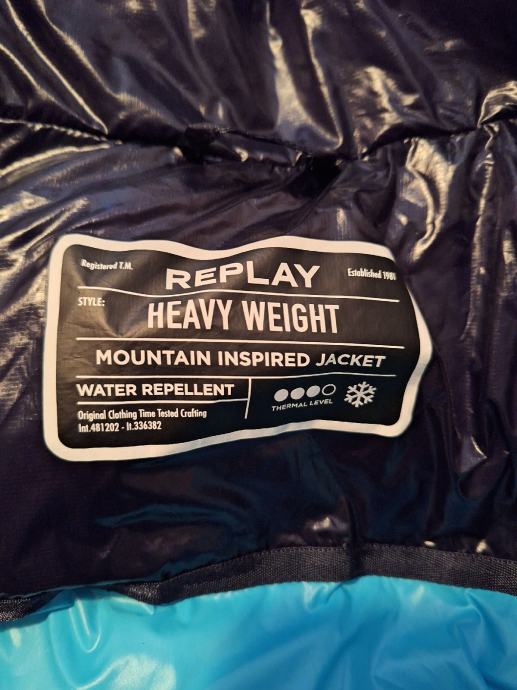 Registered T.M.
REPLAY
Established 1981
STYLE:
HEAVY WEIGHT
MOUNTAIN INSPIRED JACKET
WATER REPELLENT
THERMAL LEVEL
Original Clothing Time Tested Crafting
Int.481202 - It.336382